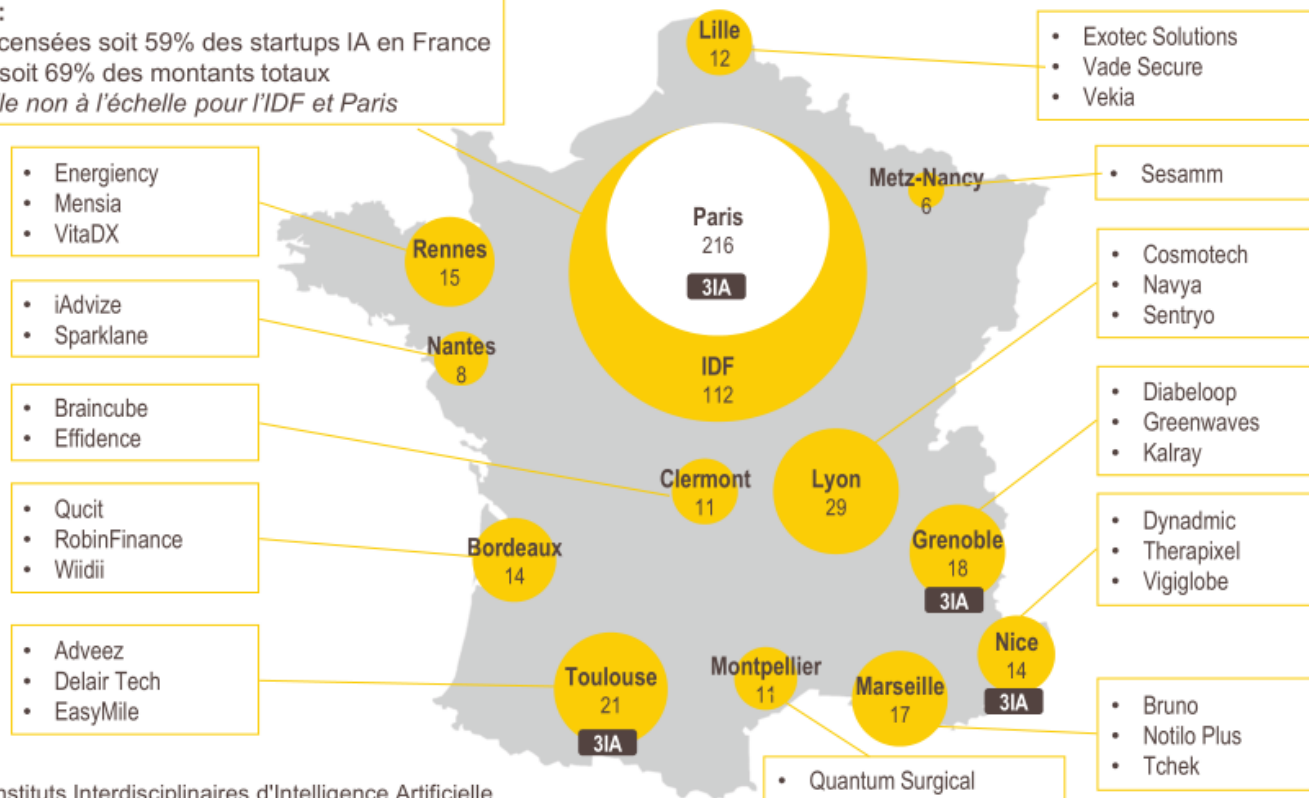 :
censées soit 59% des startups IA en France
soit 69% des montants totaux
le non à l'échelle pour l'IDF et Paris
Lille
12
• Exotec Solutions
• Vade Secure
• Vekia
• Energiency
• Mensia
• VitaDX
Metz-Nancy
6
• Sesamm
Paris
216
3IA
Rennes
15
• Cosmotech
• Navya
• Sentryo
• iAdvize
• Sparklane
Nantes
8
IDF
112
• Diabeloop
• Greenwaves
• Kalray
• Braincube
• Effidence
Clermont
11
Lyon
29
• Qucit
• RobinFinance
• Wiidii
Bordeaux
14
Grenoble
18
3IA
• Dynadmic
• Therapixel
• Vigiglobe
• Adveez
• Delair Tech
• EasyMile
Toulouse
21
3IA
Montpellier
11
Marseille
17
Nice
14
3IA
• Bruno
• Notilo Plus
• Tchek
• Quantum Surgical
nstituts Interdisciplinaires d'Intelligence Artificielle